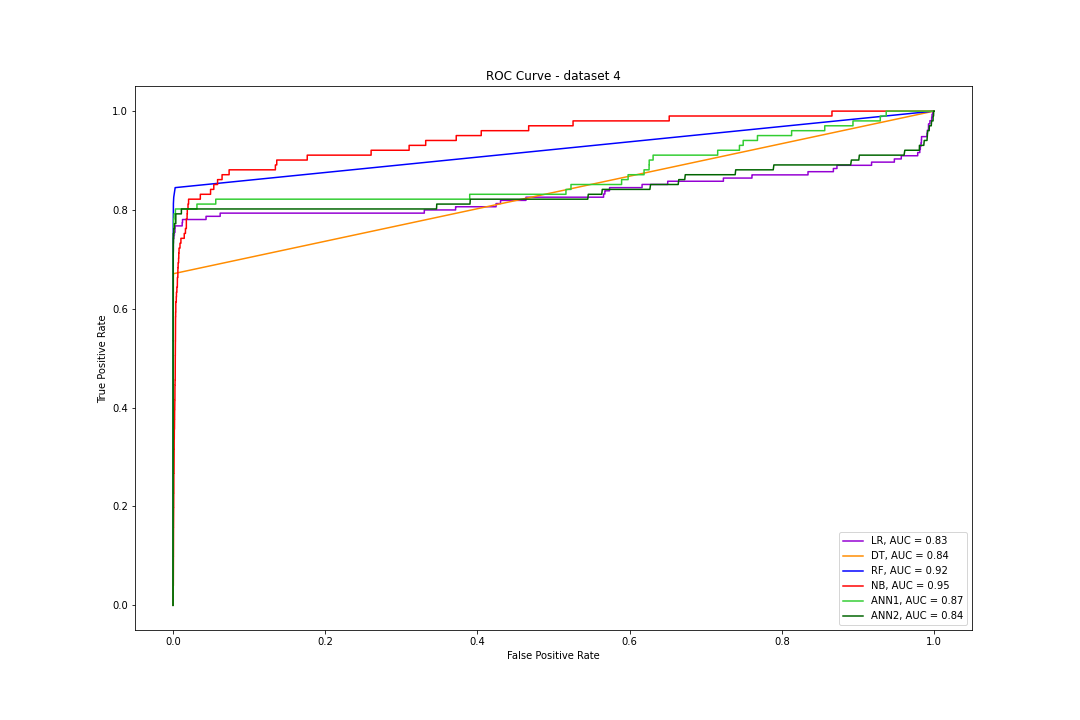 ROC Curve - dataset 4
1.0
0.8
0.6
0.4
0.2
0.0
True Positive Rate
0.0 0.2 0.4 0.6 0.8 1.0
False Positive Rate
LR, AUC = 0.83
DT, AUC = 0.84
RF, AUC = 0.92
NB, AUC = 0.95
ANN1, AUC = 0.87
ANN2, AUC = 0.84